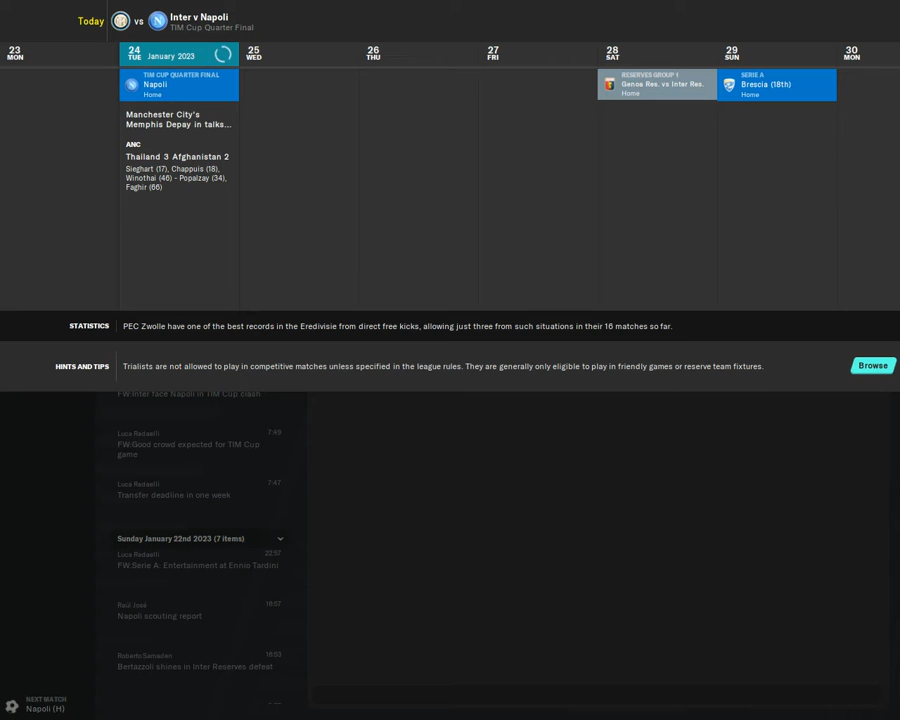 Today vs Inter v Napoli
TIM Cup Quarter Final
23 MON
24 TUE January 2023
25 WED
26 THU
27 FRI
28 SAT
29 SUN
30 MON
TIM CUP QUARTER FINAL
Napoli
Home
RESERVES GROUP 1
Genoa Res. vs Inter Res.
Home
SERIE A
Brescia (18th)
Home
Manchester City's
Memphis Depay in talks...
ANC
Thailand 3 Afghanistan 2
Sieghart (17), Chappuis (18),
Winothai (46) - Popalzay (34),
Faghir (66)
STATISTICS PEC Zwolle have one of the best records in the Eredivisie from direct free kicks, allowing just three from such situations in their 16 matches so far.
HINTS AND TIPS Trialists are not allowed to play in competitive matches unless specified in the league rules. They are generally only eligible to play in friendly games or reserve team fixtures.
Browse
FW:Inter face Napoli in TIM Cup clash
Luca Radaelli 7:49
FW:Good crowd expected for TIM Cup
game
Luca Radaelli 7:47
Transfer deadline in one week
Sunday January 22nd 2023 (7 items)
Luca Radaelli 22:57
FW:Serie A: Entertainment at Ennio Tardini
Raúl José 18:57
Napoli scouting report
Roberto Samaden 18:53
Bertazzoli shines in Inter Reserves defeat
NEXT MATCH
Napoli (H)